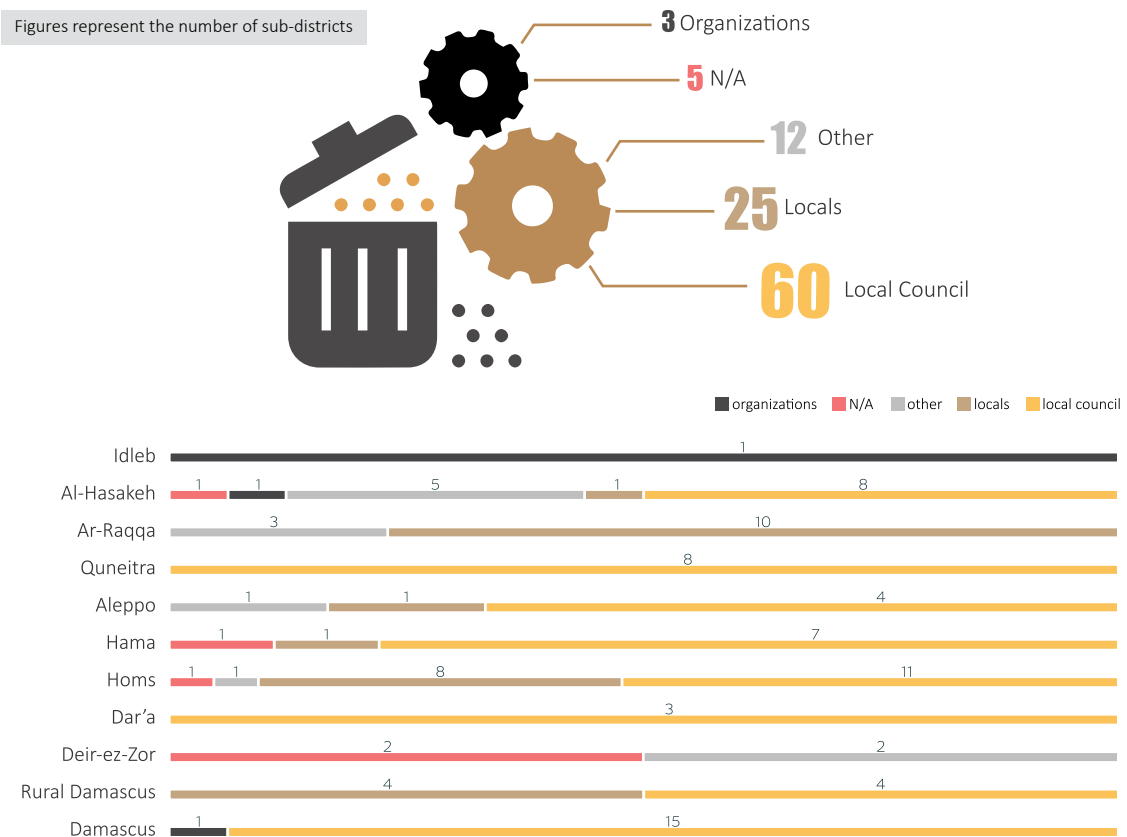 Figures represent the number of sub-districts
3 Organizations
5 N/A
12 Other
25 Locals
60 Local Council
organizations N/A other locals local council
1
Idleb
1 1 5 1 8
Al-Hasakeh
3 10
Ar-Raqqa
8
Quneitra
1 1 4
Aleppo
1 1 7
Hama
1 1 8 11
Homs
3
Dar’a
2 2
Deir-ez-Zor
4 4
Rural Damascus
1 15
Damascus